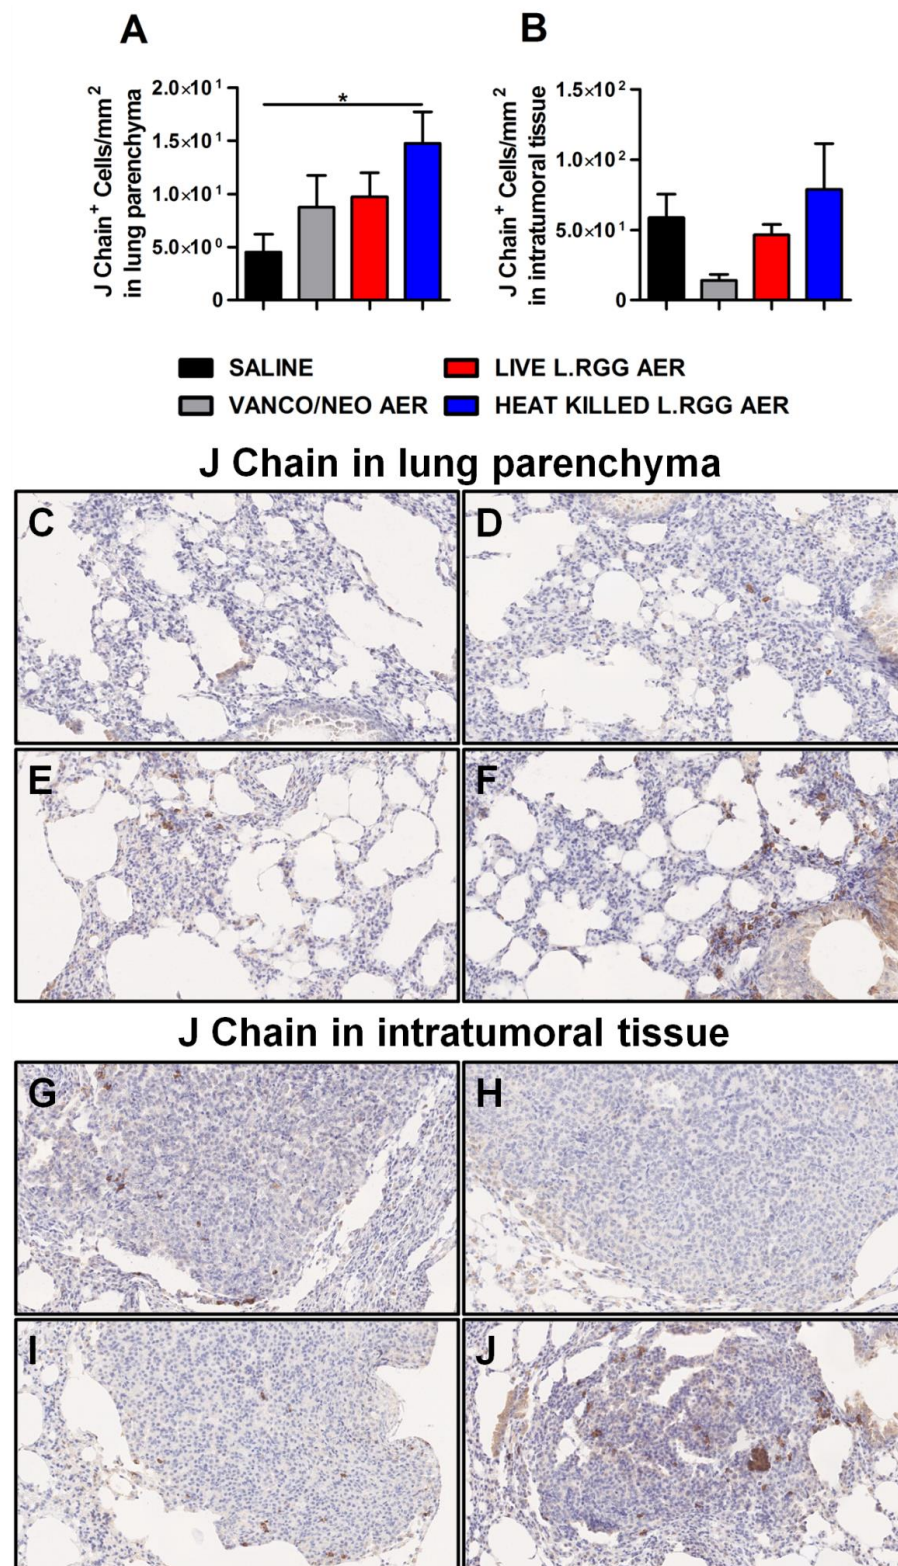 A
B
J Chain⁺ Cells/mm²
in lung parenchyma
2.0×10¹
1.5×10¹
1.0×10¹
5.0×10⁰
0
*
J Chain⁺ Cells/mm²
in intratumoral tissue
1.5×10²
1.0×10²
5.0×10¹
0
SALINE
LIVE L.RGG AER
VANCO/NEO AER
HEAT KILLED L.RGG AER
J Chain in lung parenchyma
C
D
E
F
J Chain in intratumoral tissue
G
H
I
J